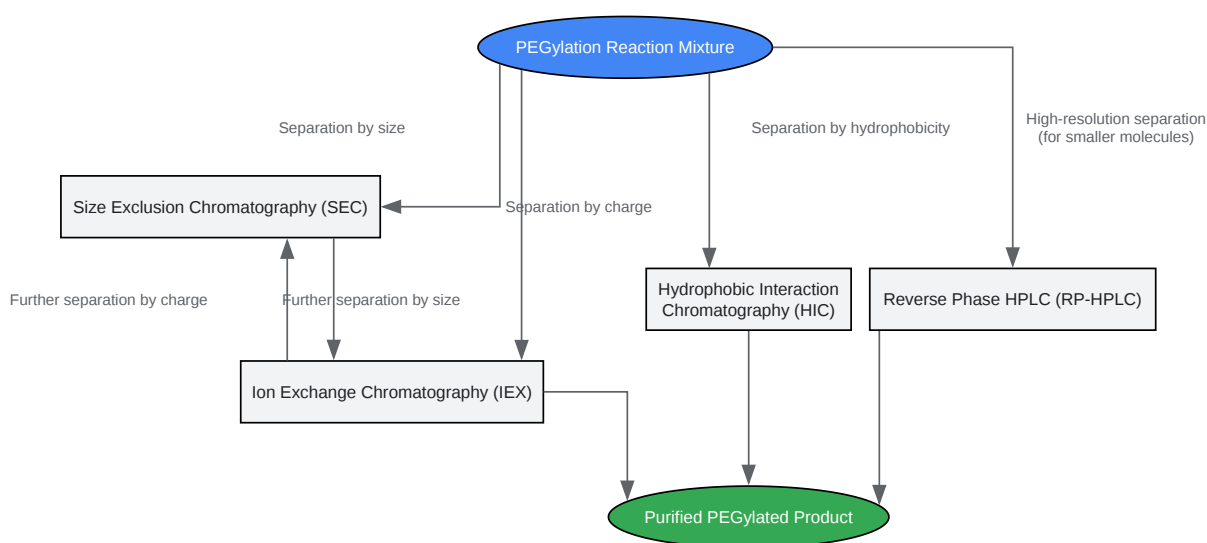 PEGylation Reaction Mixture
Separation by size
Separation by hydrophobicity
High-resolution separation
(for smaller molecules)
Size Exclusion Chromatography (SEC)
Separation by charge
Further separation by charge
Further separation by size
Hydrophobic Interaction
Chromatography (HIC)
Reverse Phase HPLC (RP-HPLC)
Ion Exchange Chromatography (IEX)
Purified PEGylated Product